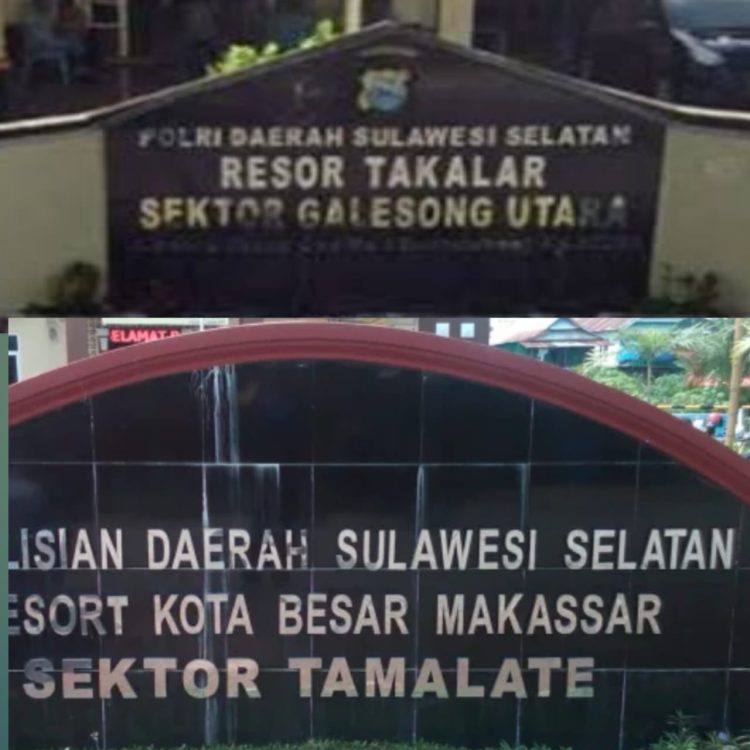 POLRI DAERAH SULAWESI SELATAN
RESOR TAKALAR
SEKTOR GALESONG UTARA
ELAMAT
LISIAN DAERAH SULAWESI SELATAN
ESORT KOTA BESAR MAKASSAR
SEKTOR TAMALATE